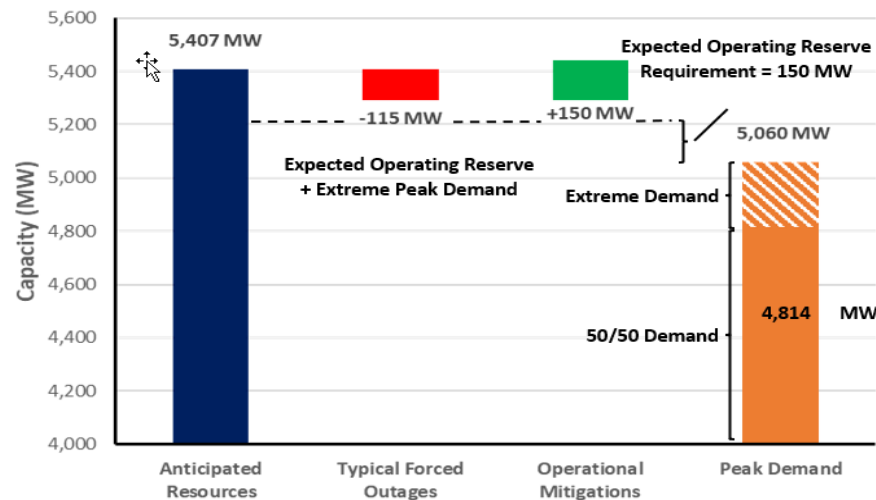 5,600
5,400
5,200
5,000
4,800
4,600
4,400
4,200
4,000
Capacity (MW)
5,407 MW
-115 MW
+150 MW
Expected Operating Reserve
Requirement = 150 MW
5,060 MW
Expected Operating Reserve
+ Extreme Peak Demand
Extreme Demand
50/50 Demand
4,814 MW
Anticipated
Resources
Typical Forced
Outages
Operational
Mitigations
Peak Demand